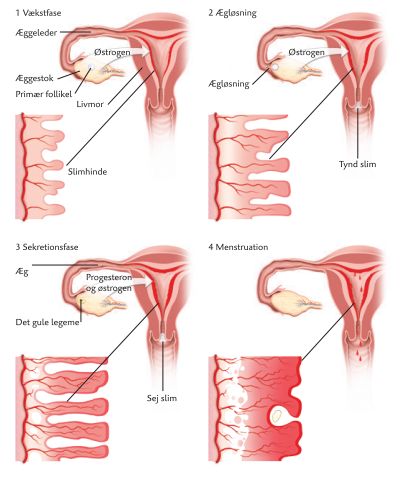 1 Vækstfase
Æggeleder
Østrogen
Æggestok
Primær follikel
Livmor
Slimhinde
2 Ægløsning
Østrogen
Ægløsning
Tynd slim
3 Sekretionsfase
Æg
Progesteron
og østrogen
Det gule legeme
Sej slim
4 Menstruation